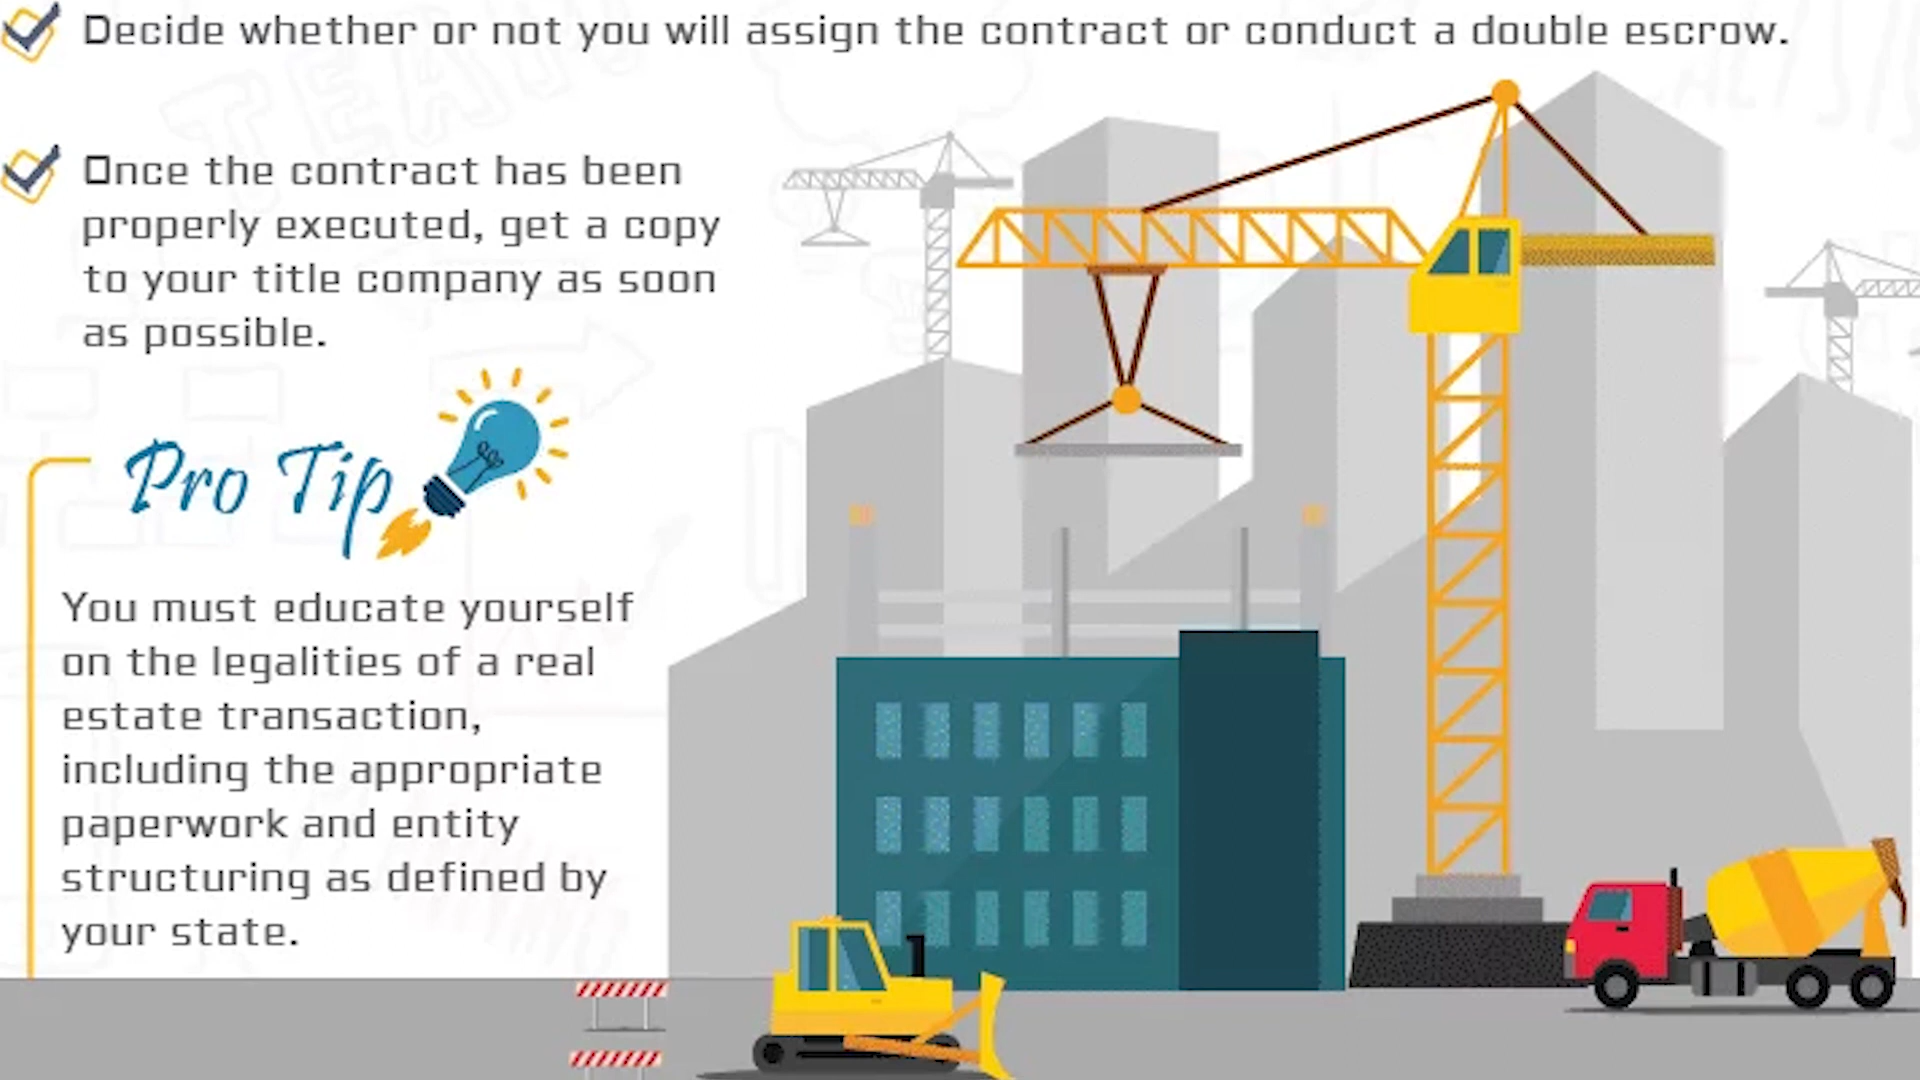 Decide whether or not you will assign the contract or conduct a double escrow.
Once the contract has been
properly executed, get a copy
to your title company as soon
as possible.
Pro Tip
You must educate yourself
on the legalities of a real
estate transaction,
including the appropriate
paperwork and entity
structuring as defined by
your state.
TEAM